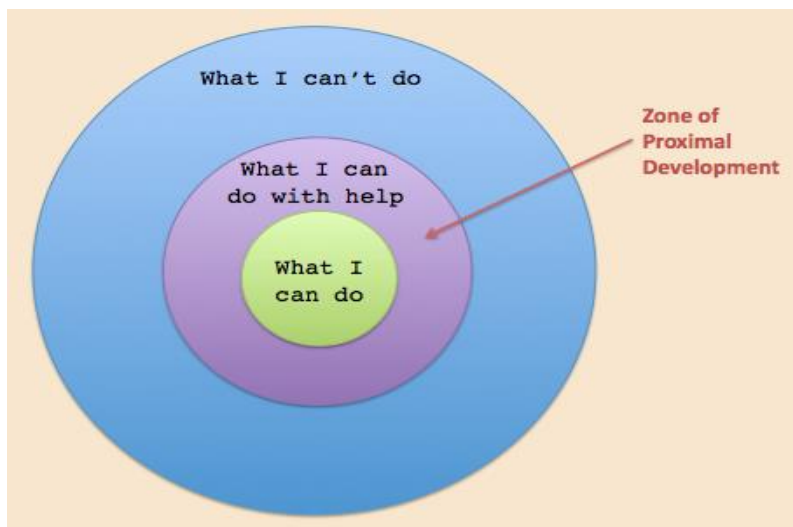 What I can't do
Zone of
Proximal
Development
What I can
do with help
What I
can do